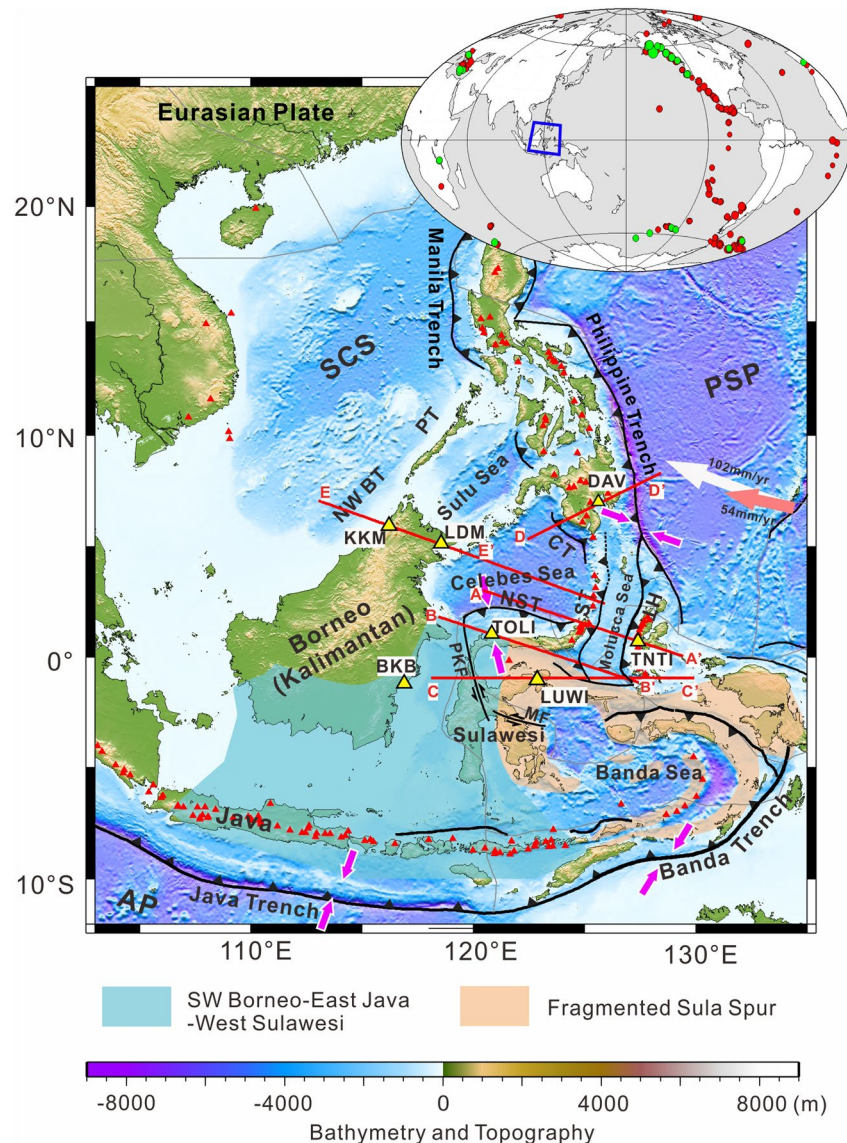 Eurasian Plate
20°N
Manila Trench
SCS
Philippine Trench
PSP
10°N
PT
102mm/yr
54mm/yr
NW BT
Sulu Sea
DAV
D'
E
KKM
LDM
D
CT
E'
Celebes Sea
A
NST
ST
Molucca Sea
LH
B
TOLI
TNTI
A'
Borneo
(Kalimantan)
0°
BKB
C
PKF
LUWI
B'
C'
MF
Sulawesi
Banda Sea
Java
Banda Trench
10°S
AP
Java Trench
110°E
120°E
130°E
SW Borneo-East Java
-West Sulawesi
Fragmented Sula Spur
-8000
-4000
0
4000
8000 (m)
Bathymetry and Topography